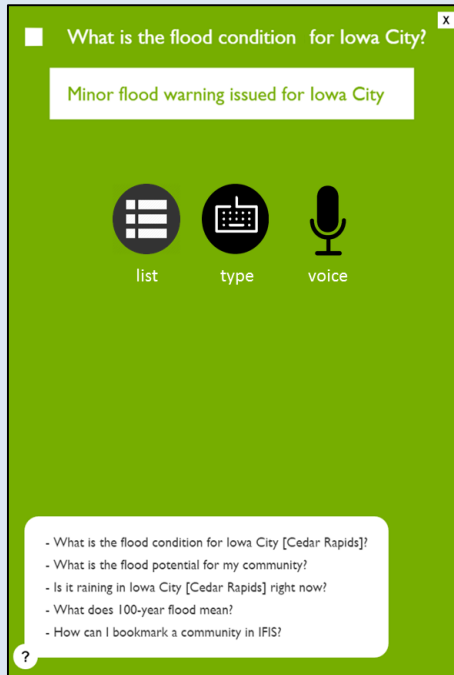 X
What is the flood condition for Iowa City?
Minor flood warning issued for Iowa City
list type voice
- What is the flood condition for Iowa City [Cedar Rapids]?
- What is the flood potential for my community?
- Is it raining in Iowa City [Cedar Rapids] right now?
- What does 100-year flood mean?
- How can I bookmark a community in IFIS?
?